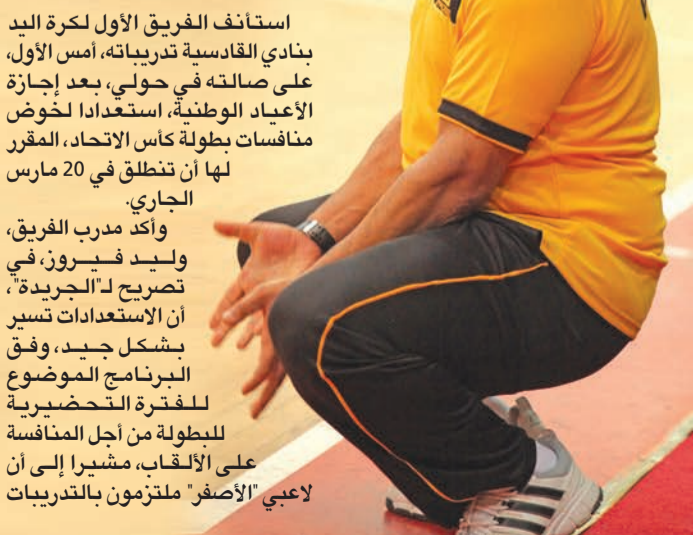 استأنف الفريق الأول لكرة اليد
بنادي القادسية تدريباته، أمس الأول،
على صالته في حولي، بعد إجازة
الأعياد الوطنية، استعدادا لخوض
منافسات بطولة كأس الاتحاد، المقرر
لها أن تنطلق في 20 مارس
الجاري.
وأكد مدرب الفريق،
وليد فيروز، في
تصريح لـ"الجريدة"،
أن الاستعدادات تسير
بشكل جيد، وفق
البرنامج الموضوع
للفترة التحضيرية
للبطولة من أجل المنافسة
على الألقاب، مشيرا إلى أن
لاعبي "الأصفر" ملتزمون بالتدريبات